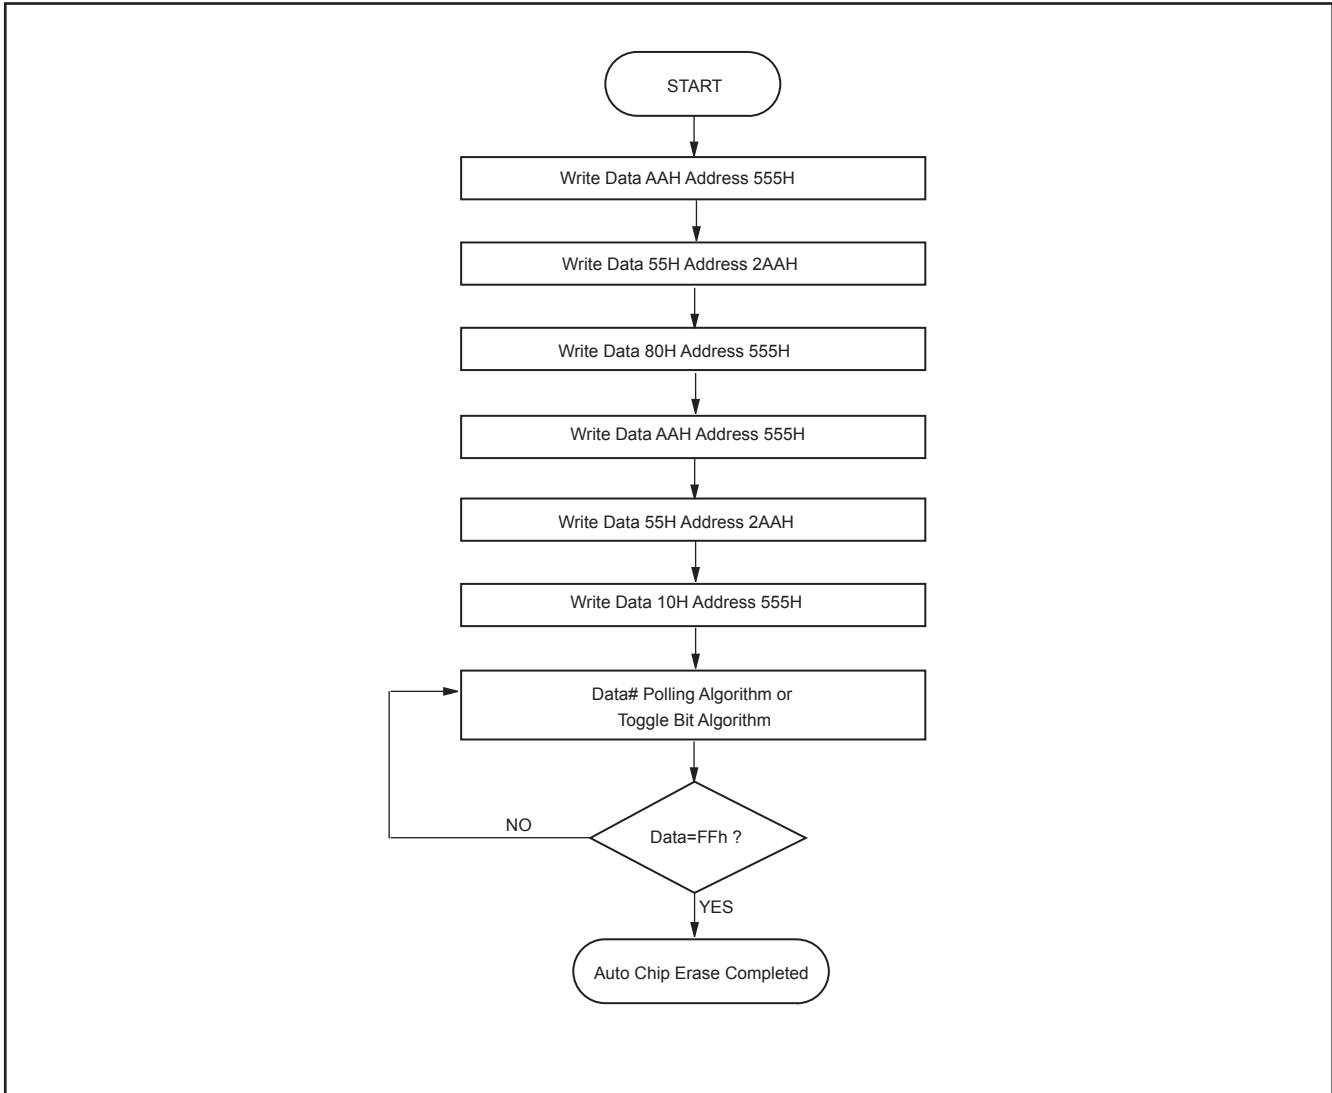 START
Write Data AAH Address 555H
Write Data 55H Address 2AAH
Write Data 80H Address 555H
Write Data AAH Address 555H
Write Data 55H Address 2AAH
Write Data 10H Address 555H
Data# Polling Algorithm or
Toggle Bit Algorithm
NO
Data=FFh ?
YES
Auto Chip Erase Completed